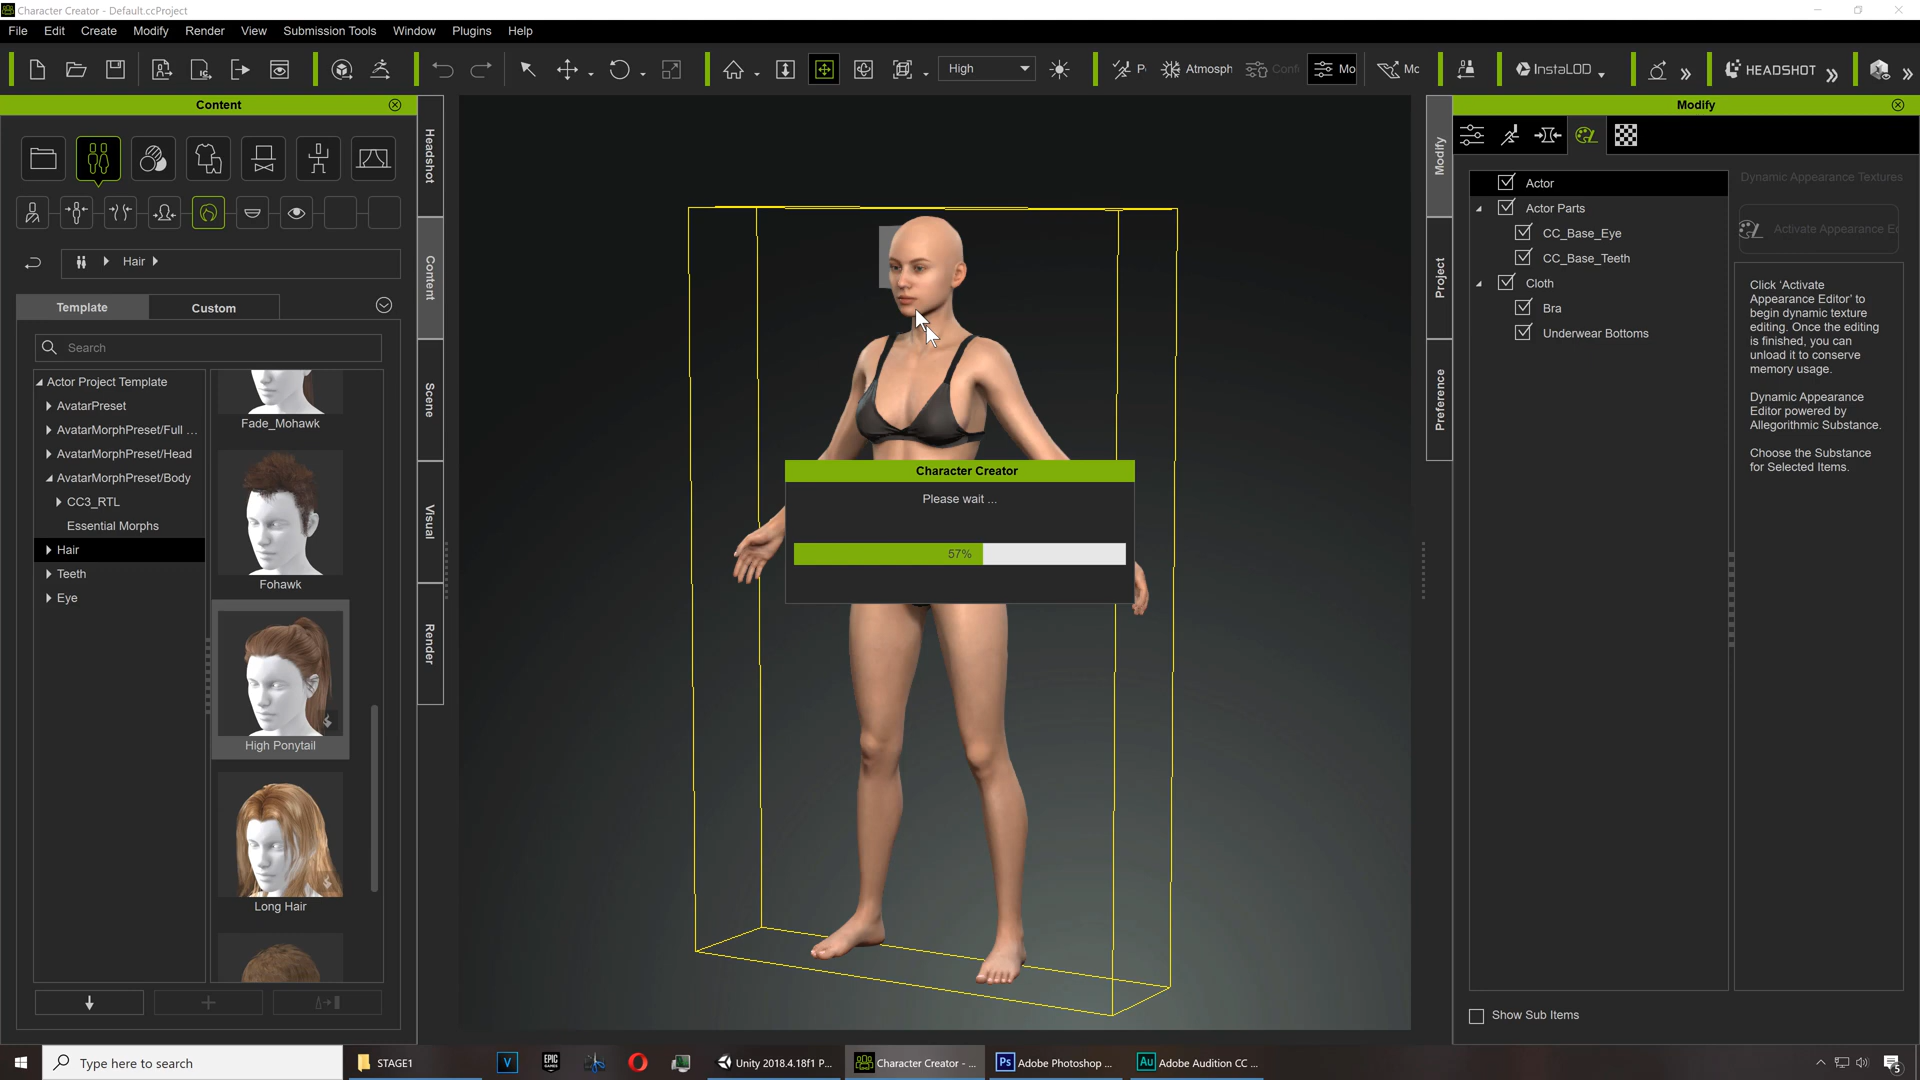 Character Creator - Default.ccProject
File Edit Create Modify Render View Submission Tools Window Plugins Help
High
Atmosph
Mo
Mc
InstaLOD
HEADSHOT
Content
Headshot
Content
Scene
Visual
Render
Hair
Template
Custom
Search
Actor Project Template
AvatarPreset
AvatarMorphPreset/Full ...
AvatarMorphPreset/Head
AvatarMorphPreset/Body
CC3_RTL
Essential Morphs
Hair
Teeth
Eye
Fade_Mohawk
Fohawk
High Ponytail
Long Hair
Character Creator
Please wait ...
57%
Modify
Modify
Project
Preference
Actor
Actor Parts
CC_Base_Eye
CC_Base_Teeth
Cloth
Bra
Underwear Bottoms
Show Sub Items
Dynamic Appearance Textures
Activate Appearance E
Click ‘Activate
Appearance Editor’ to
begin dynamic texture
editing. Once the editing
is finished, you can
unload it to conserve
memory usage.
Dynamic Appearance
Editor powered by
Allegorithmic Substance.
Choose the Substance
for Selected Items.
Type here to search
STAGE1
V
EPIC
GAMES
Unity 2018.4.18f1 P...
Character Creator - ...
Ps
Adobe Photoshop ...
Au
Adobe Audition CC ...
5